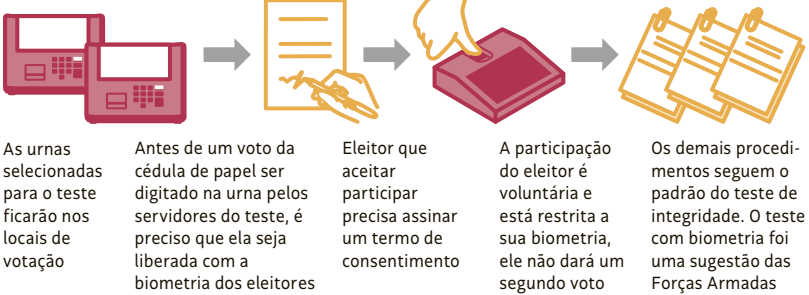 As urnas
selecionadas
para o teste
ficarão nos
locais de
votação
Antes de um voto da
cédula de papel ser
digitado na urna pelos
servidores do teste, é
preciso que ela seja
liberada com a
biometria dos eleitores
Eleitor que
aceitar
participar
precisa assinar
um termo de
consentimento
A participação
do eleitor é
voluntária e
está restrita a
sua biometria,
ele não dará um
segundo voto
Os demais procedi-
mentos seguem o
padrão do teste de
integridade. O teste
com biometria foi
uma sugestão das
Forças Armadas